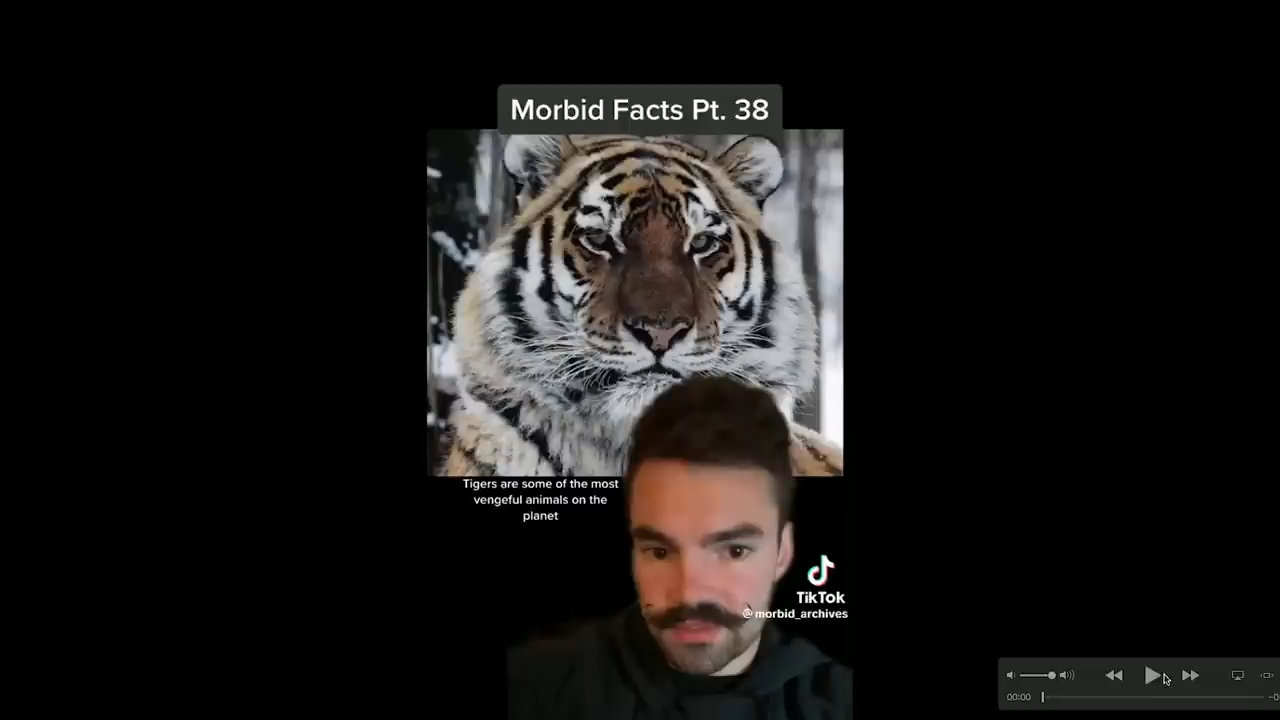 Morbid Facts Pt. 38
Tigers are some of the most
vengeful animals on the
planet
TikTok
@morbid_archives
00:00